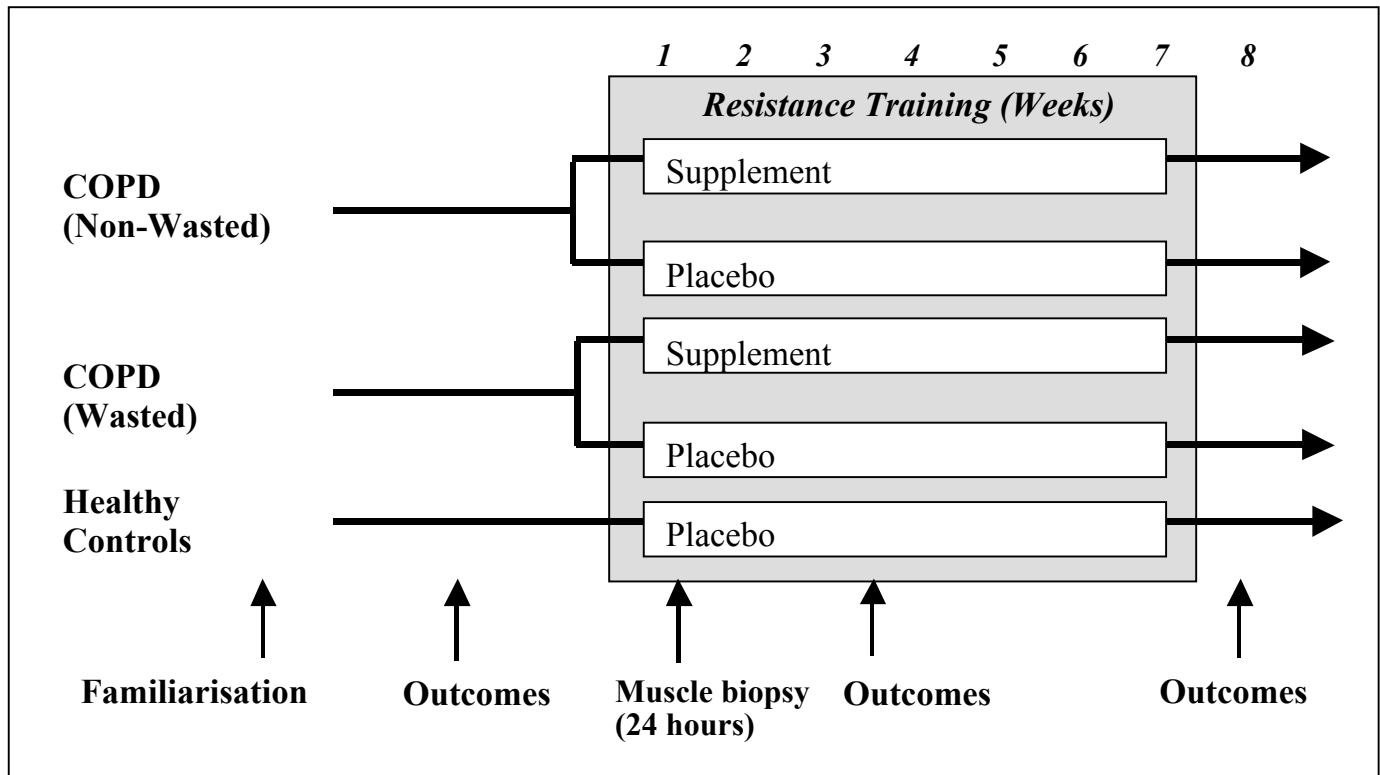 1 2 3 4 5 6 7 8
Resistance Training (Weeks)
COPD
(Non-Wasted)
Supplement
Placebo
COPD
(Wasted)
Supplement
Placebo
Healthy
Controls
Placebo
Familiarisation
Outcomes
Muscle biopsy
(24 hours)
Outcomes
Outcomes